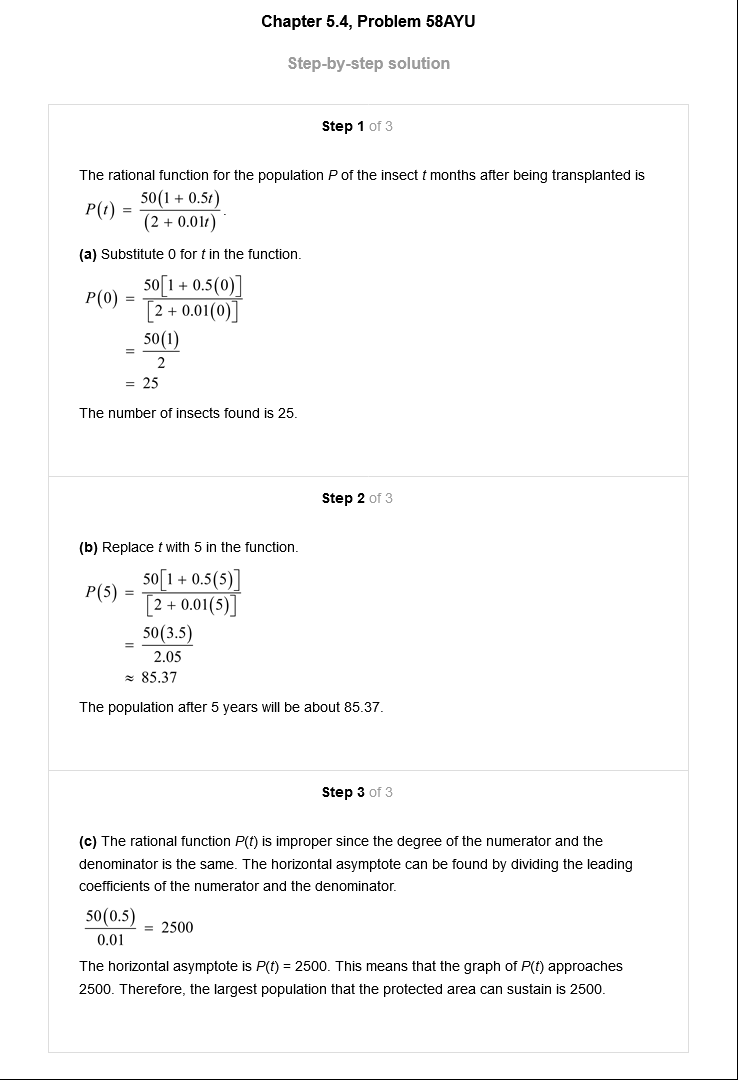 Chapter 5.4, Problem 58AYU
Step-by-step solution
Step 1 of 3
The rational function for the population P of the insect t months after being transplanted is
P(t) = 50(1 + 0.5t) / (2 + 0.01t) .
(a) Substitute 0 for t in the function.
P(0) = 50[1 + 0.5(0)] / [2 + 0.01(0)]
= 50(1) / 2
= 25
The number of insects found is 25.
Step 2 of 3
(b) Replace t with 5 in the function.
P(5) = 50[1 + 0.5(5)] / [2 + 0.01(5)]
= 50(3.5) / 2.05
≈ 85.37
The population after 5 years will be about 85.37.
Step 3 of 3
(c) The rational function P(t) is improper since the degree of the numerator and the
denominator is the same. The horizontal asymptote can be found by dividing the leading
coefficients of the numerator and the denominator.
50(0.5) / 0.01 = 2500
The horizontal asymptote is P(t) = 2500. This means that the graph of P(t) approaches
2500. Therefore, the largest population that the protected area can sustain is 2500.